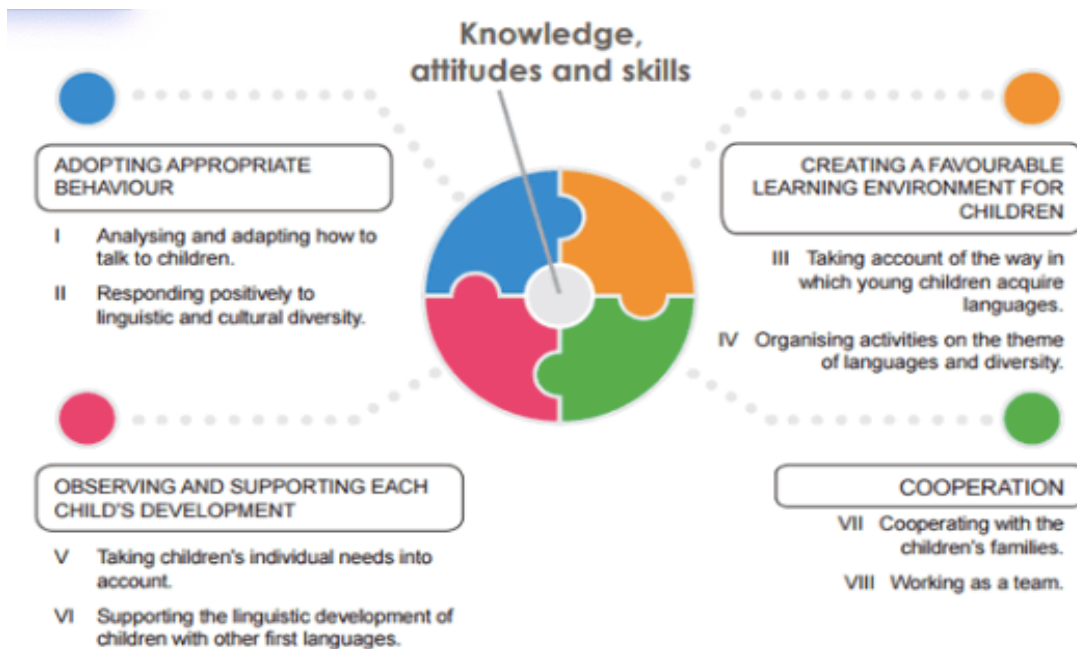 Knowledge,
attitudes and skills
ADOPTING APPROPRIATE
BEHAVIOUR
I Analysing and adapting how to
talk to children.
II Responding positively to
linguistic and cultural diversity.
CREATING A FAVOURABLE
LEARNING ENVIRONMENT FOR
CHILDREN
III Taking account of the way in
which young children acquire
languages.
IV Organising activities on the theme
of languages and diversity.
OBSERVING AND SUPPORTING EACH
CHILD'S DEVELOPMENT
V Taking children's individual needs into
account.
VI Supporting the linguistic development of
children with other first languages.
COOPERATION
VII Cooperating with the
children's families.
VIII Working as a team.